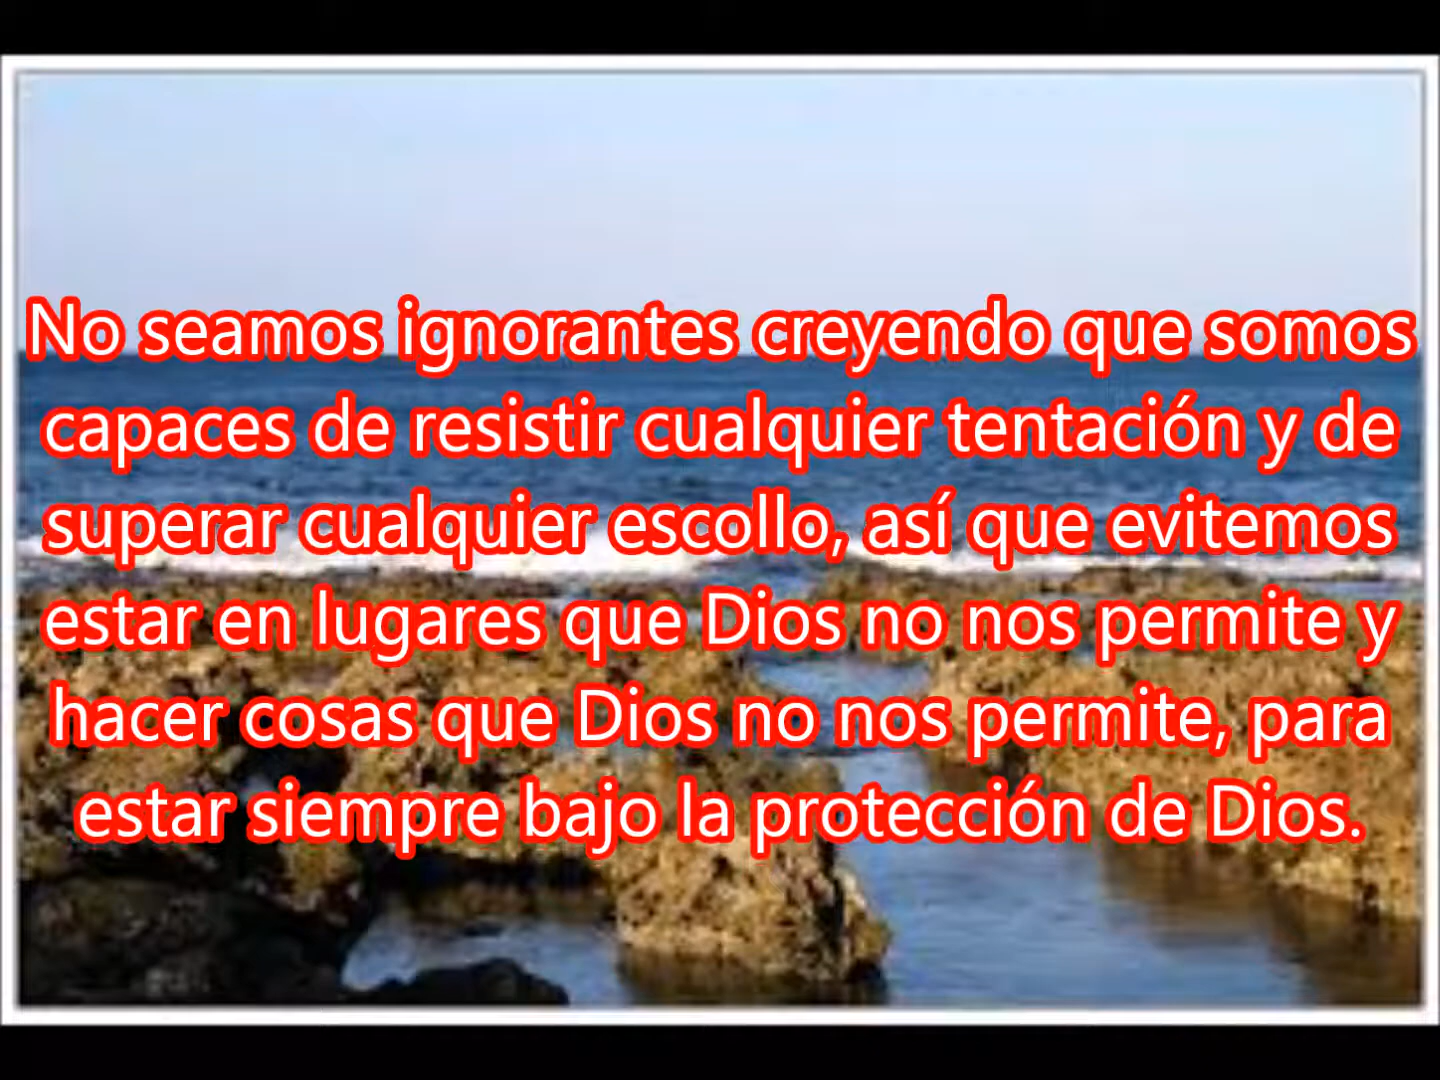 No seamos ignorantes creyendo que somos
capaces de resistir cualquier tentación y de
superar cualquier escollo, así que evitemos
estar en lugares que Dios no nos permite y
hacer cosas que Dios no nos permite, para
estar siempre bajo la protección de Dios.